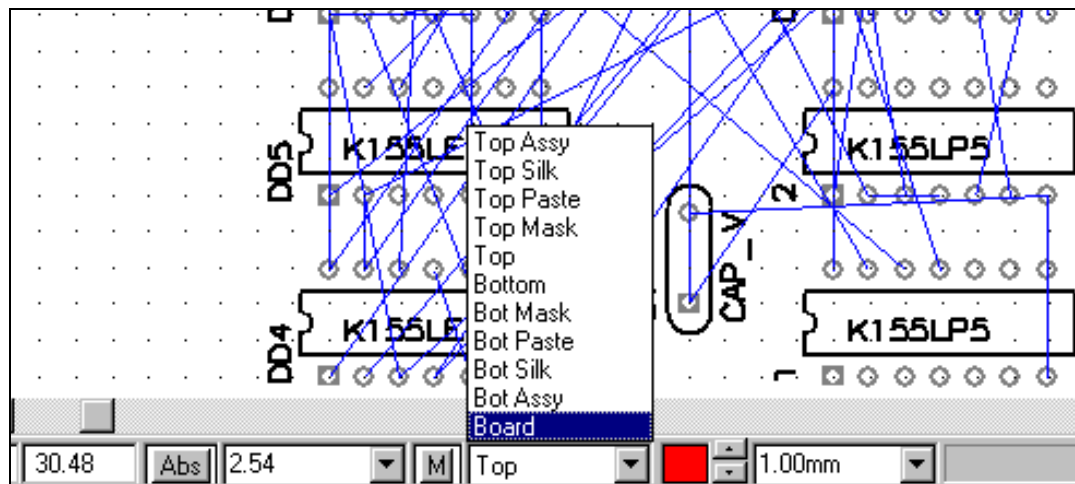 K155LE
K155LP5
DD5
2
CAP_V
Top Assy
Top Silk
Top Paste
Top Mask
Top
Bottom
Bot Mask
Bot Paste
Bot Silk
Bot Assy
Board
K155LE
K155LP5
DD4
1
30.48
Abs
2.54
M
Top
1.00mm